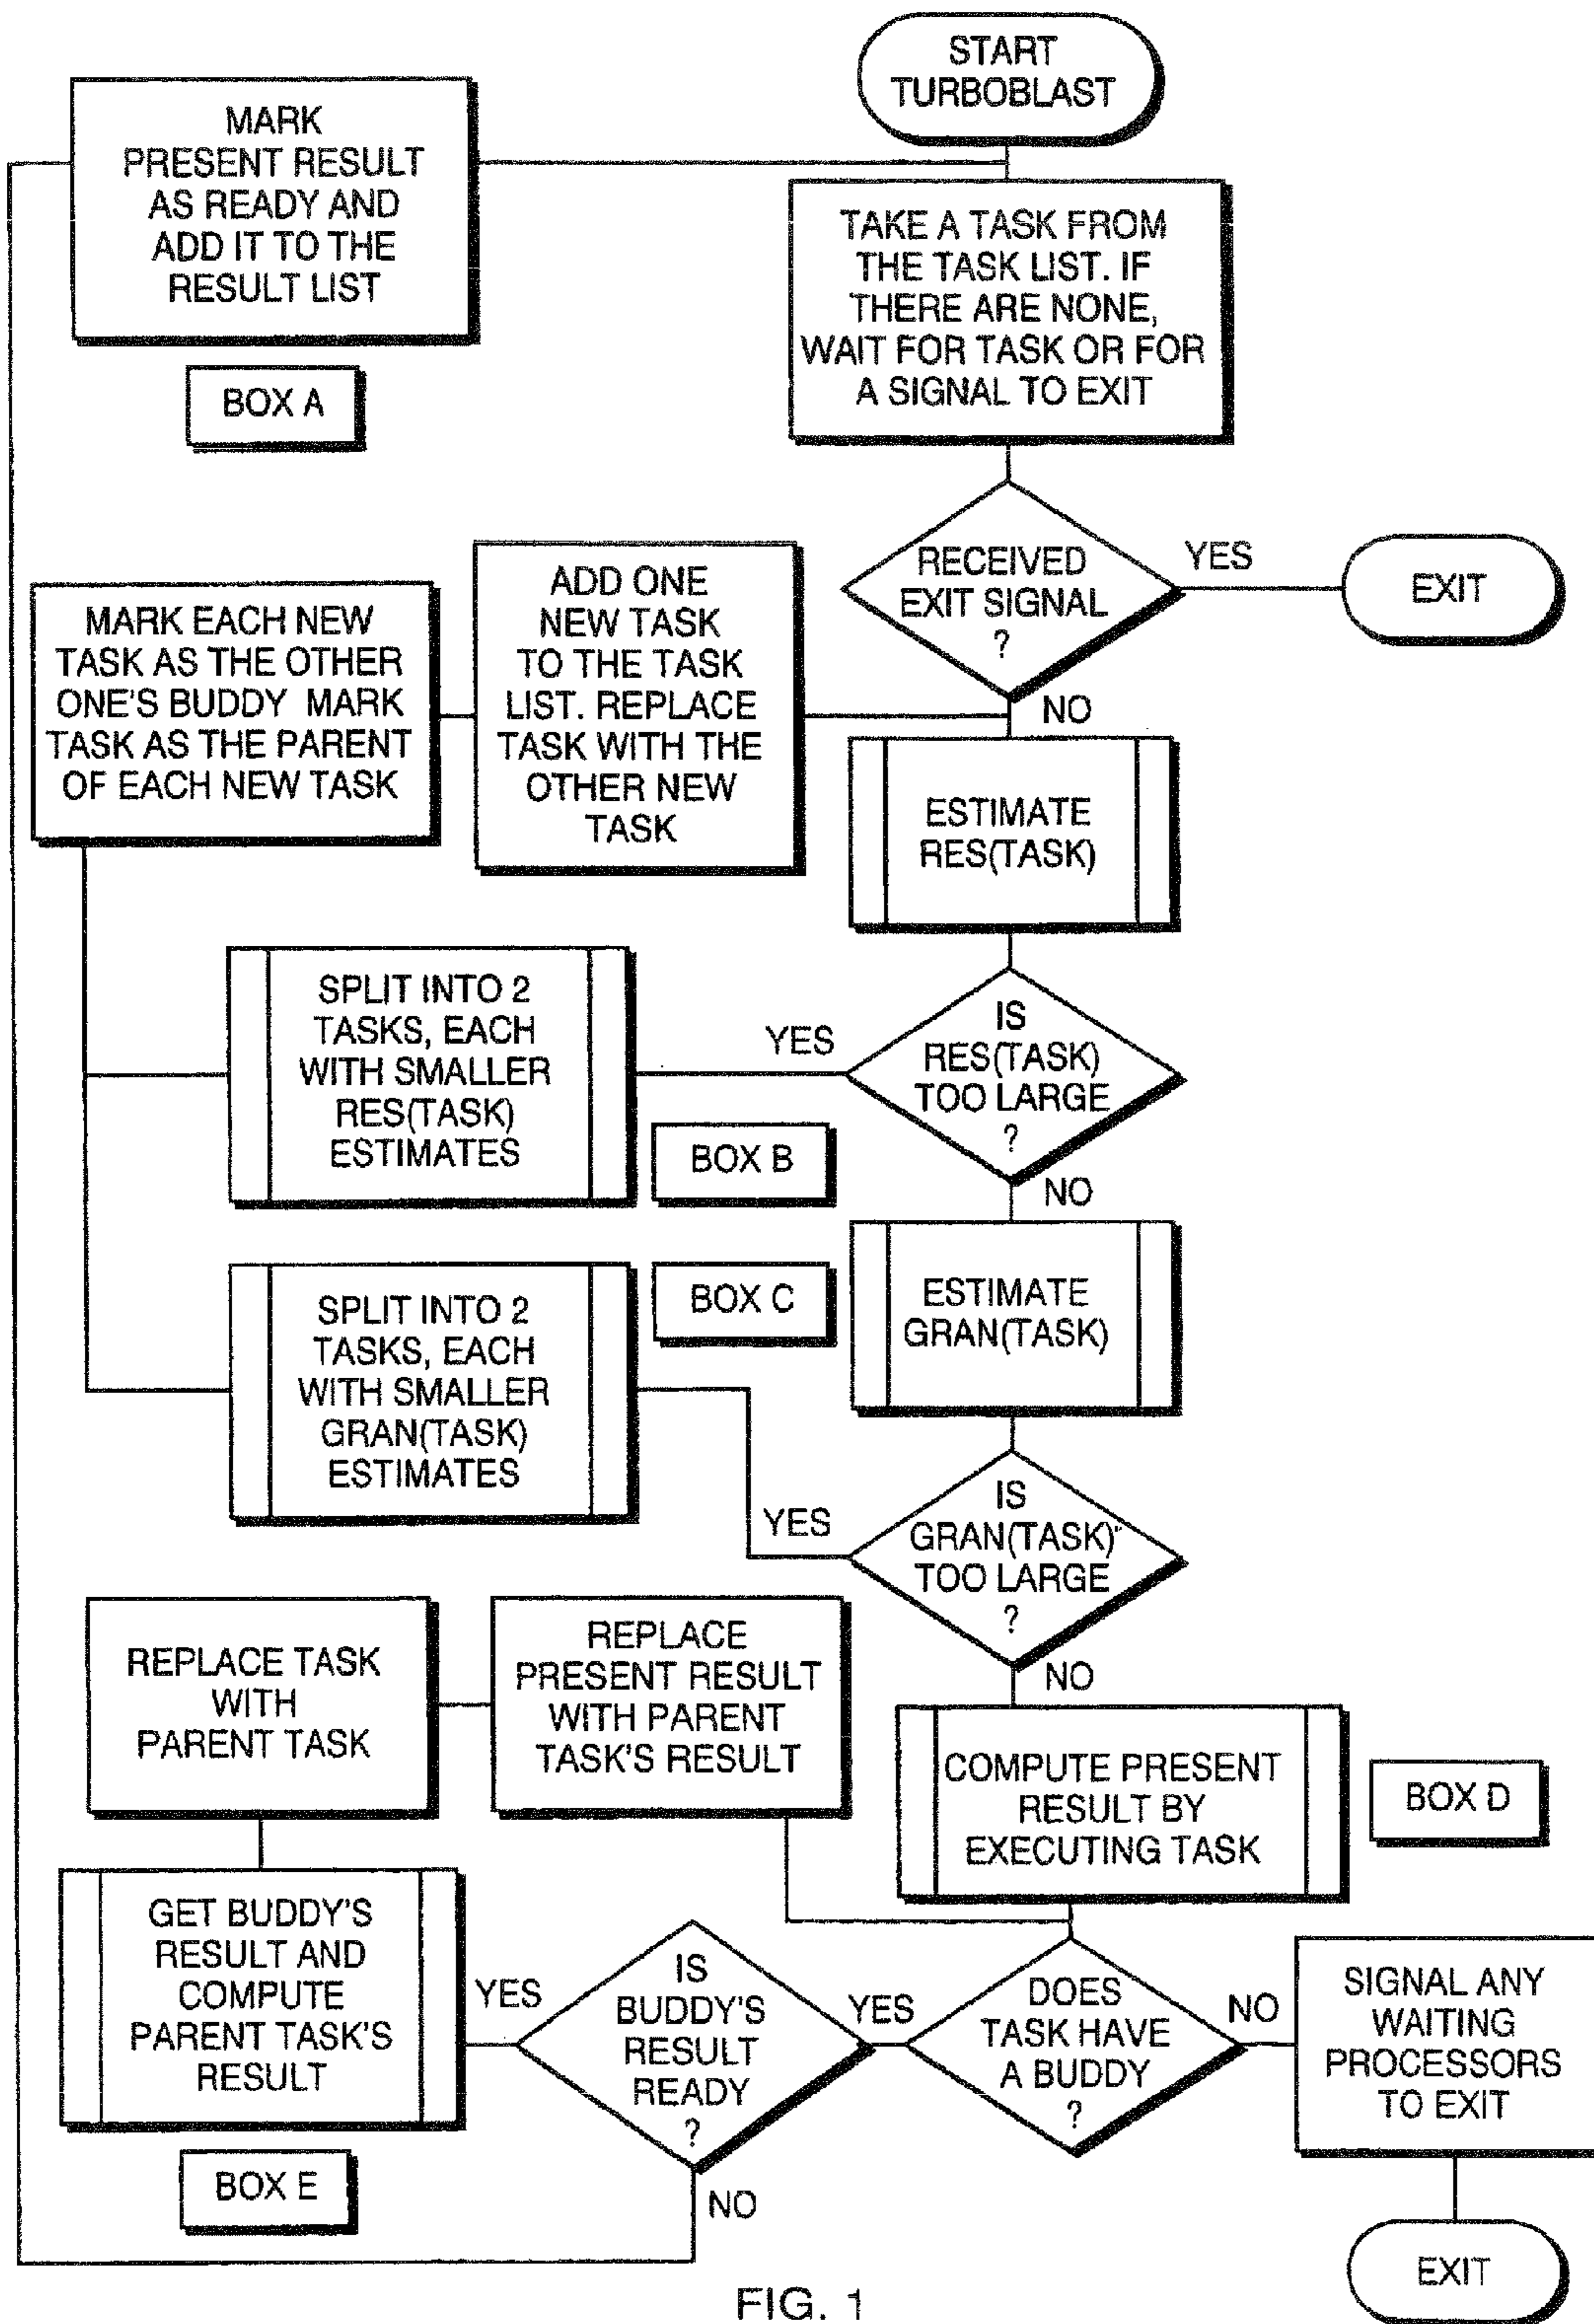 START
TURBOBLAST
MARK
PRESENT RESULT
AS READY AND
ADD IT TO THE
RESULT LIST
BOX A
TAKE A TASK FROM
THE TASK LIST. IF
THERE ARE NONE,
WAIT FOR TASK OR FOR
A SIGNAL TO EXIT
RECEIVED
EXIT SIGNAL
?
YES
EXIT
NO
MARK EACH NEW
TASK AS THE OTHER
ONE'S BUDDY MARK
TASK AS THE PARENT
OF EACH NEW TASK
ADD ONE
NEW TASK
TO THE TASK
LIST. REPLACE
TASK WITH THE
OTHER NEW
TASK
ESTIMATE
RES(TASK)
SPLIT INTO 2
TASKS, EACH
WITH SMALLER
RES(TASK)
ESTIMATES
BOX B
YES
IS
RES(TASK)
TOO LARGE
?
NO
SPLIT INTO 2
TASKS, EACH
WITH SMALLER
GRAN(TASK)
ESTIMATES
BOX C
ESTIMATE
GRAN(TASK)
YES
IS
GRAN(TASK)
TOO LARGE
?
NO
REPLACE TASK
WITH
PARENT TASK
REPLACE
PRESENT RESULT
WITH PARENT
TASK'S RESULT
COMPUTE PRESENT
RESULT BY
EXECUTING TASK
BOX D
GET BUDDY'S
RESULT AND
COMPUTE
PARENT TASK'S
RESULT
BOX E
YES
IS
BUDDY'S
RESULT
READY
?
NO
YES
DOES
TASK HAVE
A BUDDY
?
NO
SIGNAL ANY
WAITING
PROCESSORS
TO EXIT
EXIT
FIG. 1